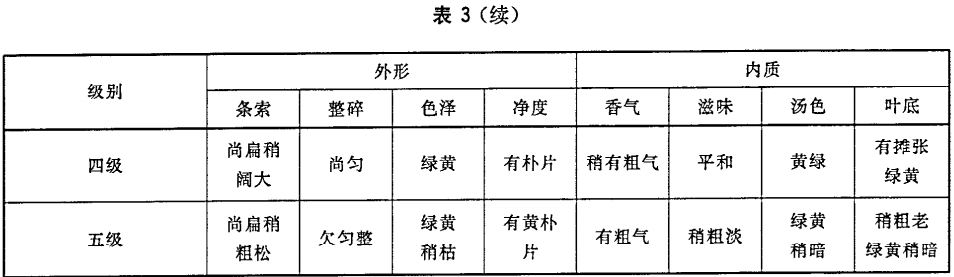 表 3（续）
级别 外形 内质
条索 整碎 色泽 净度 香气 滋味 汤色 叶底
四级 尚扁稍 尚匀 绿黄 有朴片 稍有粗气 平和 黄绿 有摊张
阔大 绿黄
五级 尚扁稍 欠匀整 绿黄 有黄朴 有粗气 稍粗淡 绿黄 稍粗老
粗松 稍枯 片 稍暗 绿黄稍暗